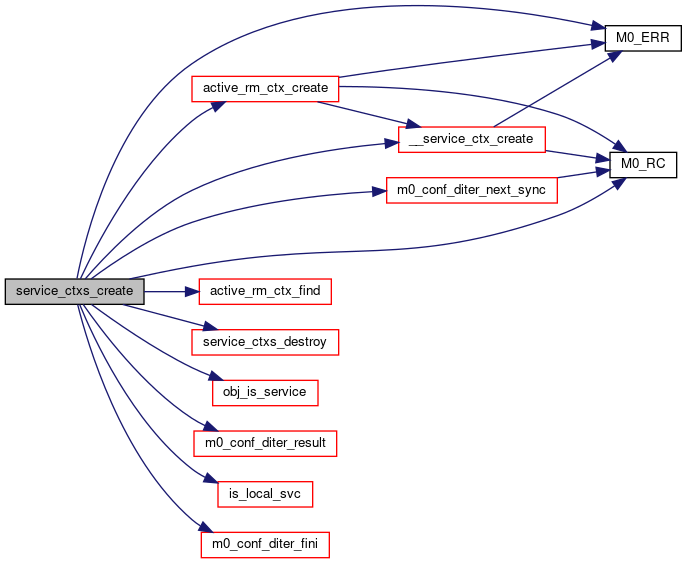 M0_ERR
active_rm_ctx_create
__service_ctx_create
M0_RC
m0_conf_diter_next_sync
service_ctxs_create
active_rm_ctx_find
service_ctxs_destroy
obj_is_service
m0_conf_diter_result
is_local_svc
m0_conf_diter_fini